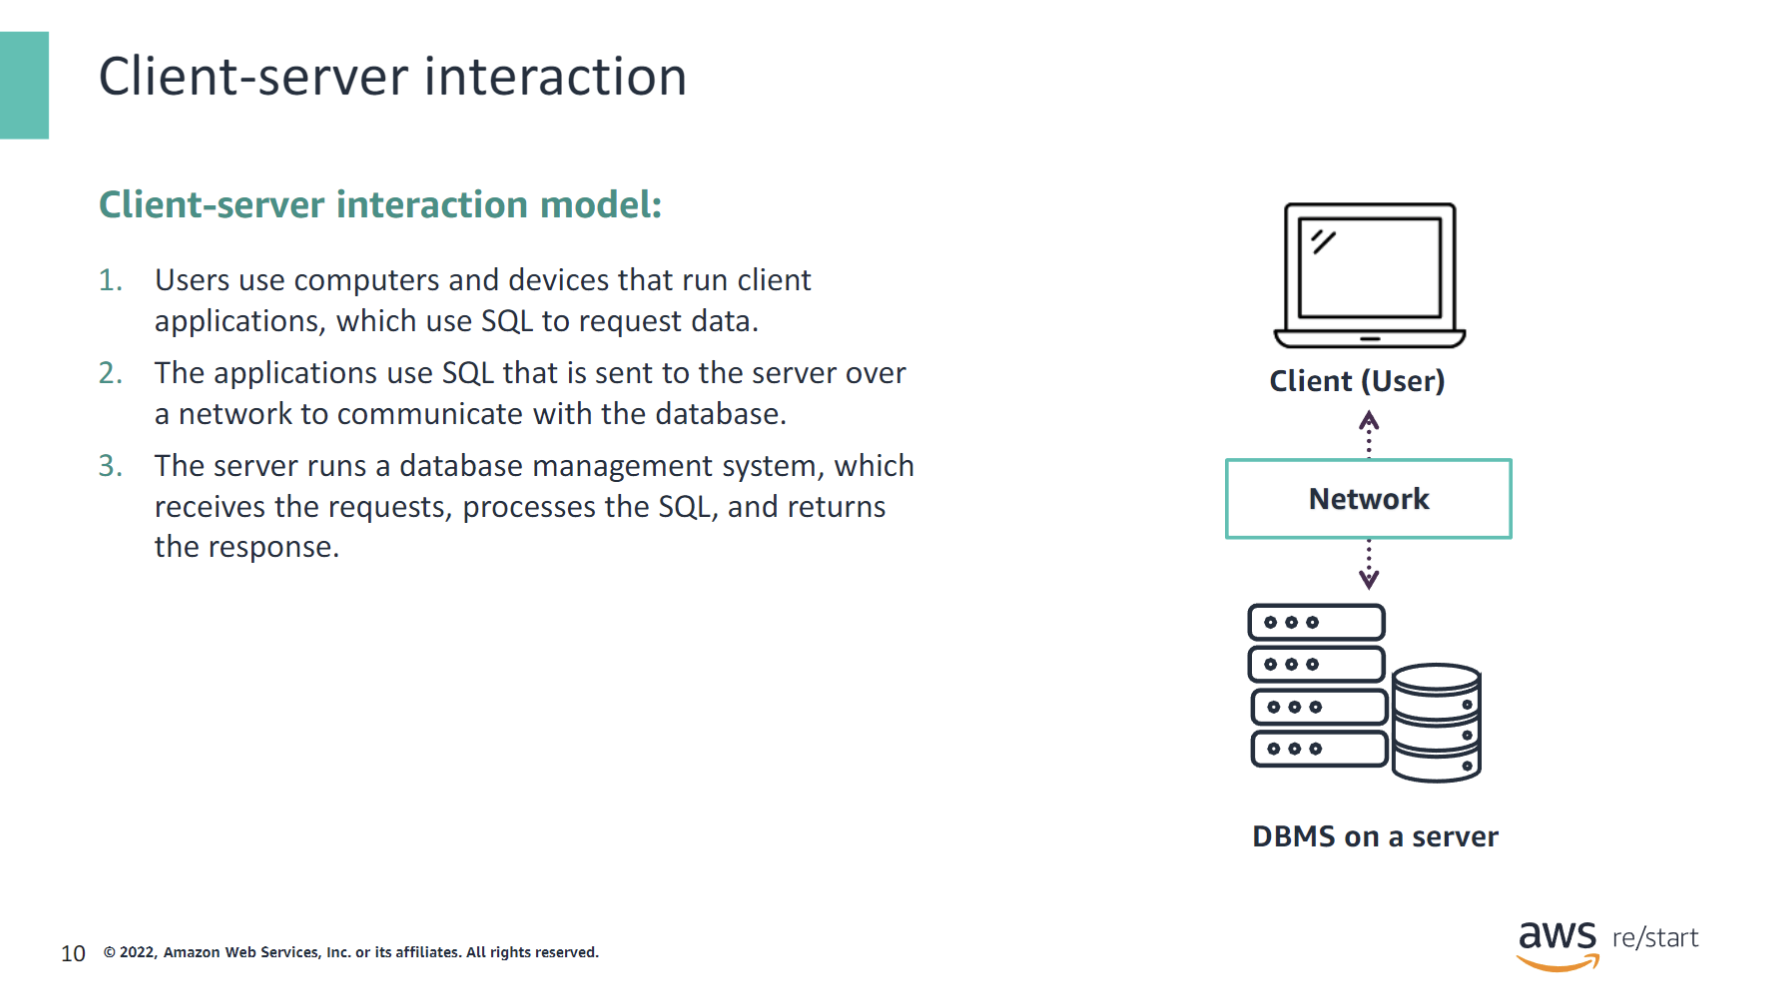 Client-server interaction
Client-server interaction model:
1. Users use computers and devices that run client
applications, which use SQL to request data.
2. The applications use SQL that is sent to the server over
a network to communicate with the database.
3. The server runs a database management system, which
receives the requests, processes the SQL, and returns
the response.
Client (User)
Network
DBMS on a server
10 © 2022, Amazon Web Services, Inc. or its affiliates. All rights reserved.
aws re/start